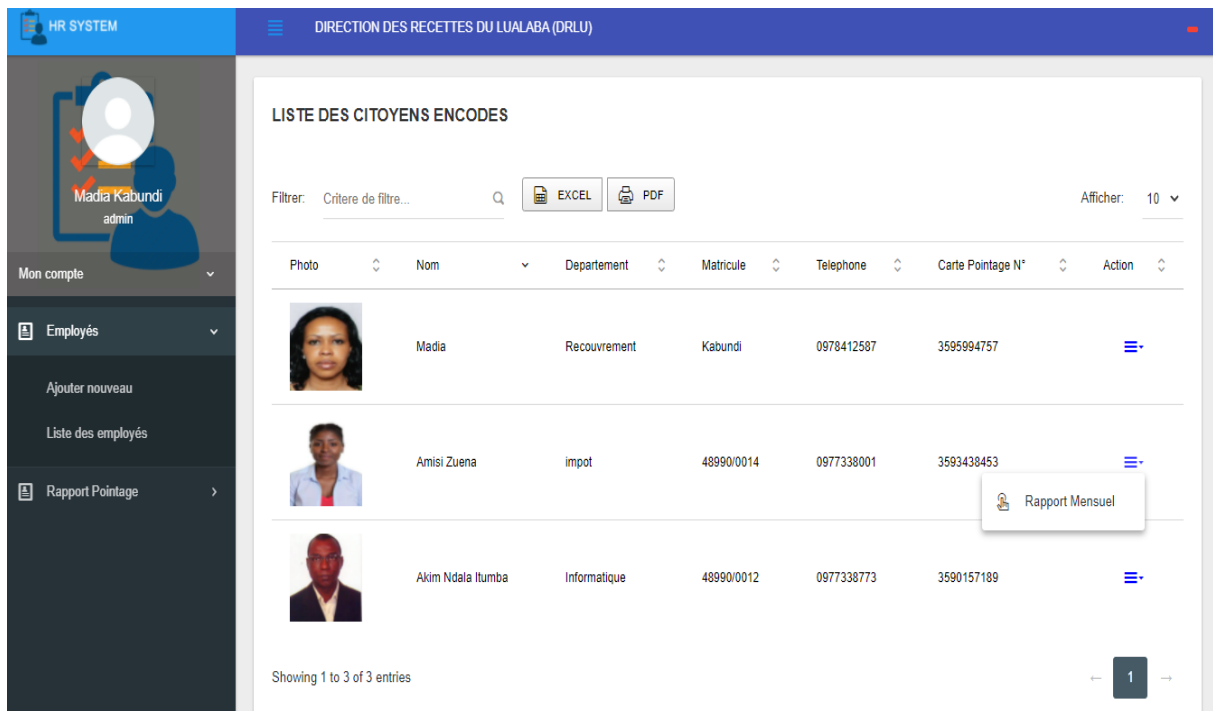 HR SYSTEM
DIRECTION DES RECETTES DU LUALABA (DRLU)
Madia Kabundi
admin
Mon compte
Employés
Ajouter nouveau
Liste des employés
Rapport Pointage
LISTE DES CITOYENS ENCODES
Filtrer: Critere de filtre... EXCEL PDF Afficher: 10
Photo Nom Departement Matricule Telephone Carte Pointage N° Action
Madia Recouvrement Kabundi 0978412587 3595994757
Amisi Zuena impot 48990/0014 0977338001 3593438453
Rapport Mensuel
Akim Ndala Itumba Informatique 48990/0012 0977338773 3590157189
Showing 1 to 3 of 3 entries ← 1 →